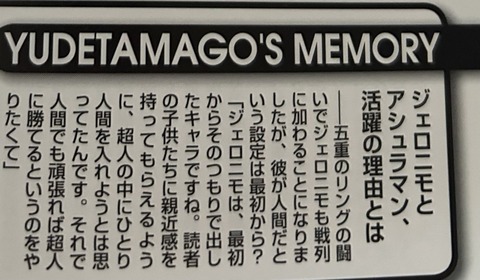 YUDETAMAGO'S MEMORY
ジェロニモと
アシュラマン、
活躍の理由とは
――五重のリングの闘
いでジェロニモも戦列
に加わることになりま
したが、彼が人間だと
いう設定は最初から?
「ジェロニモは、最初
からそのつもりで出し
たキャラですね。読者
の子供たちに親近感を
持ってもらえるよう
に、超人の中にひとり
人間を入れようとは思
ってたんです。それで
人間でも頑張れば超人
に勝てるというのをや
りたくて」